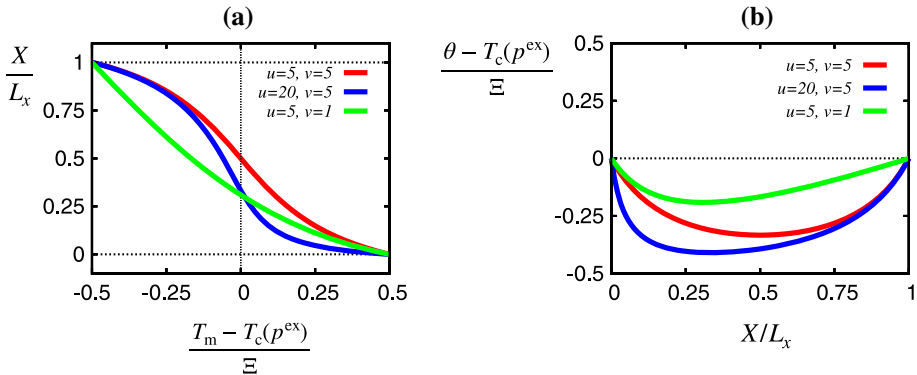 (a)
X
L_x
u=5, v=5
u=20, v=5
u=5, v=1
1
0.75
0.5
0.25
0
-0.5
-0.25
0
0.25
0.5
T_m − T_c(p^ex)
Ξ
(b)
θ − T_c(p^ex)
Ξ
u=5, v=5
u=20, v=5
u=5, v=1
0.5
0.25
0
-0.25
-0.5
0
0.25
0.5
0.75
1
X/L_x